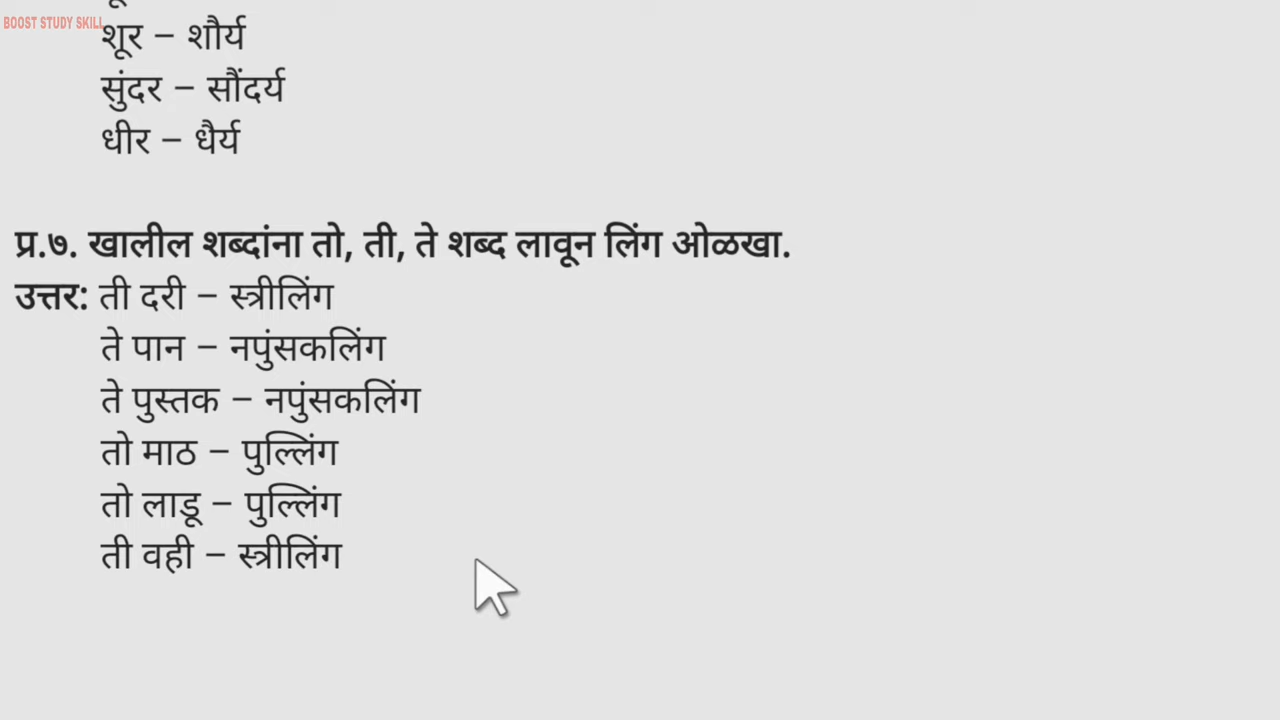 BOOST STUDY SKILL
शूर – शौर्य
सुंदर – सौंदर्य
धीर – धैर्य
प्र.७. खालील शब्दांना तो, ती, ते शब्द लावून लिंग ओळखा.
उत्तर: ती दरी – स्त्रीलिंग
ते पान – नपुंसकलिंग
ते पुस्तक – नपुंसकलिंग
तो माठ – पुल्लिंग
तो लाडू – पुल्लिंग
ती वही – स्त्रीलिंग